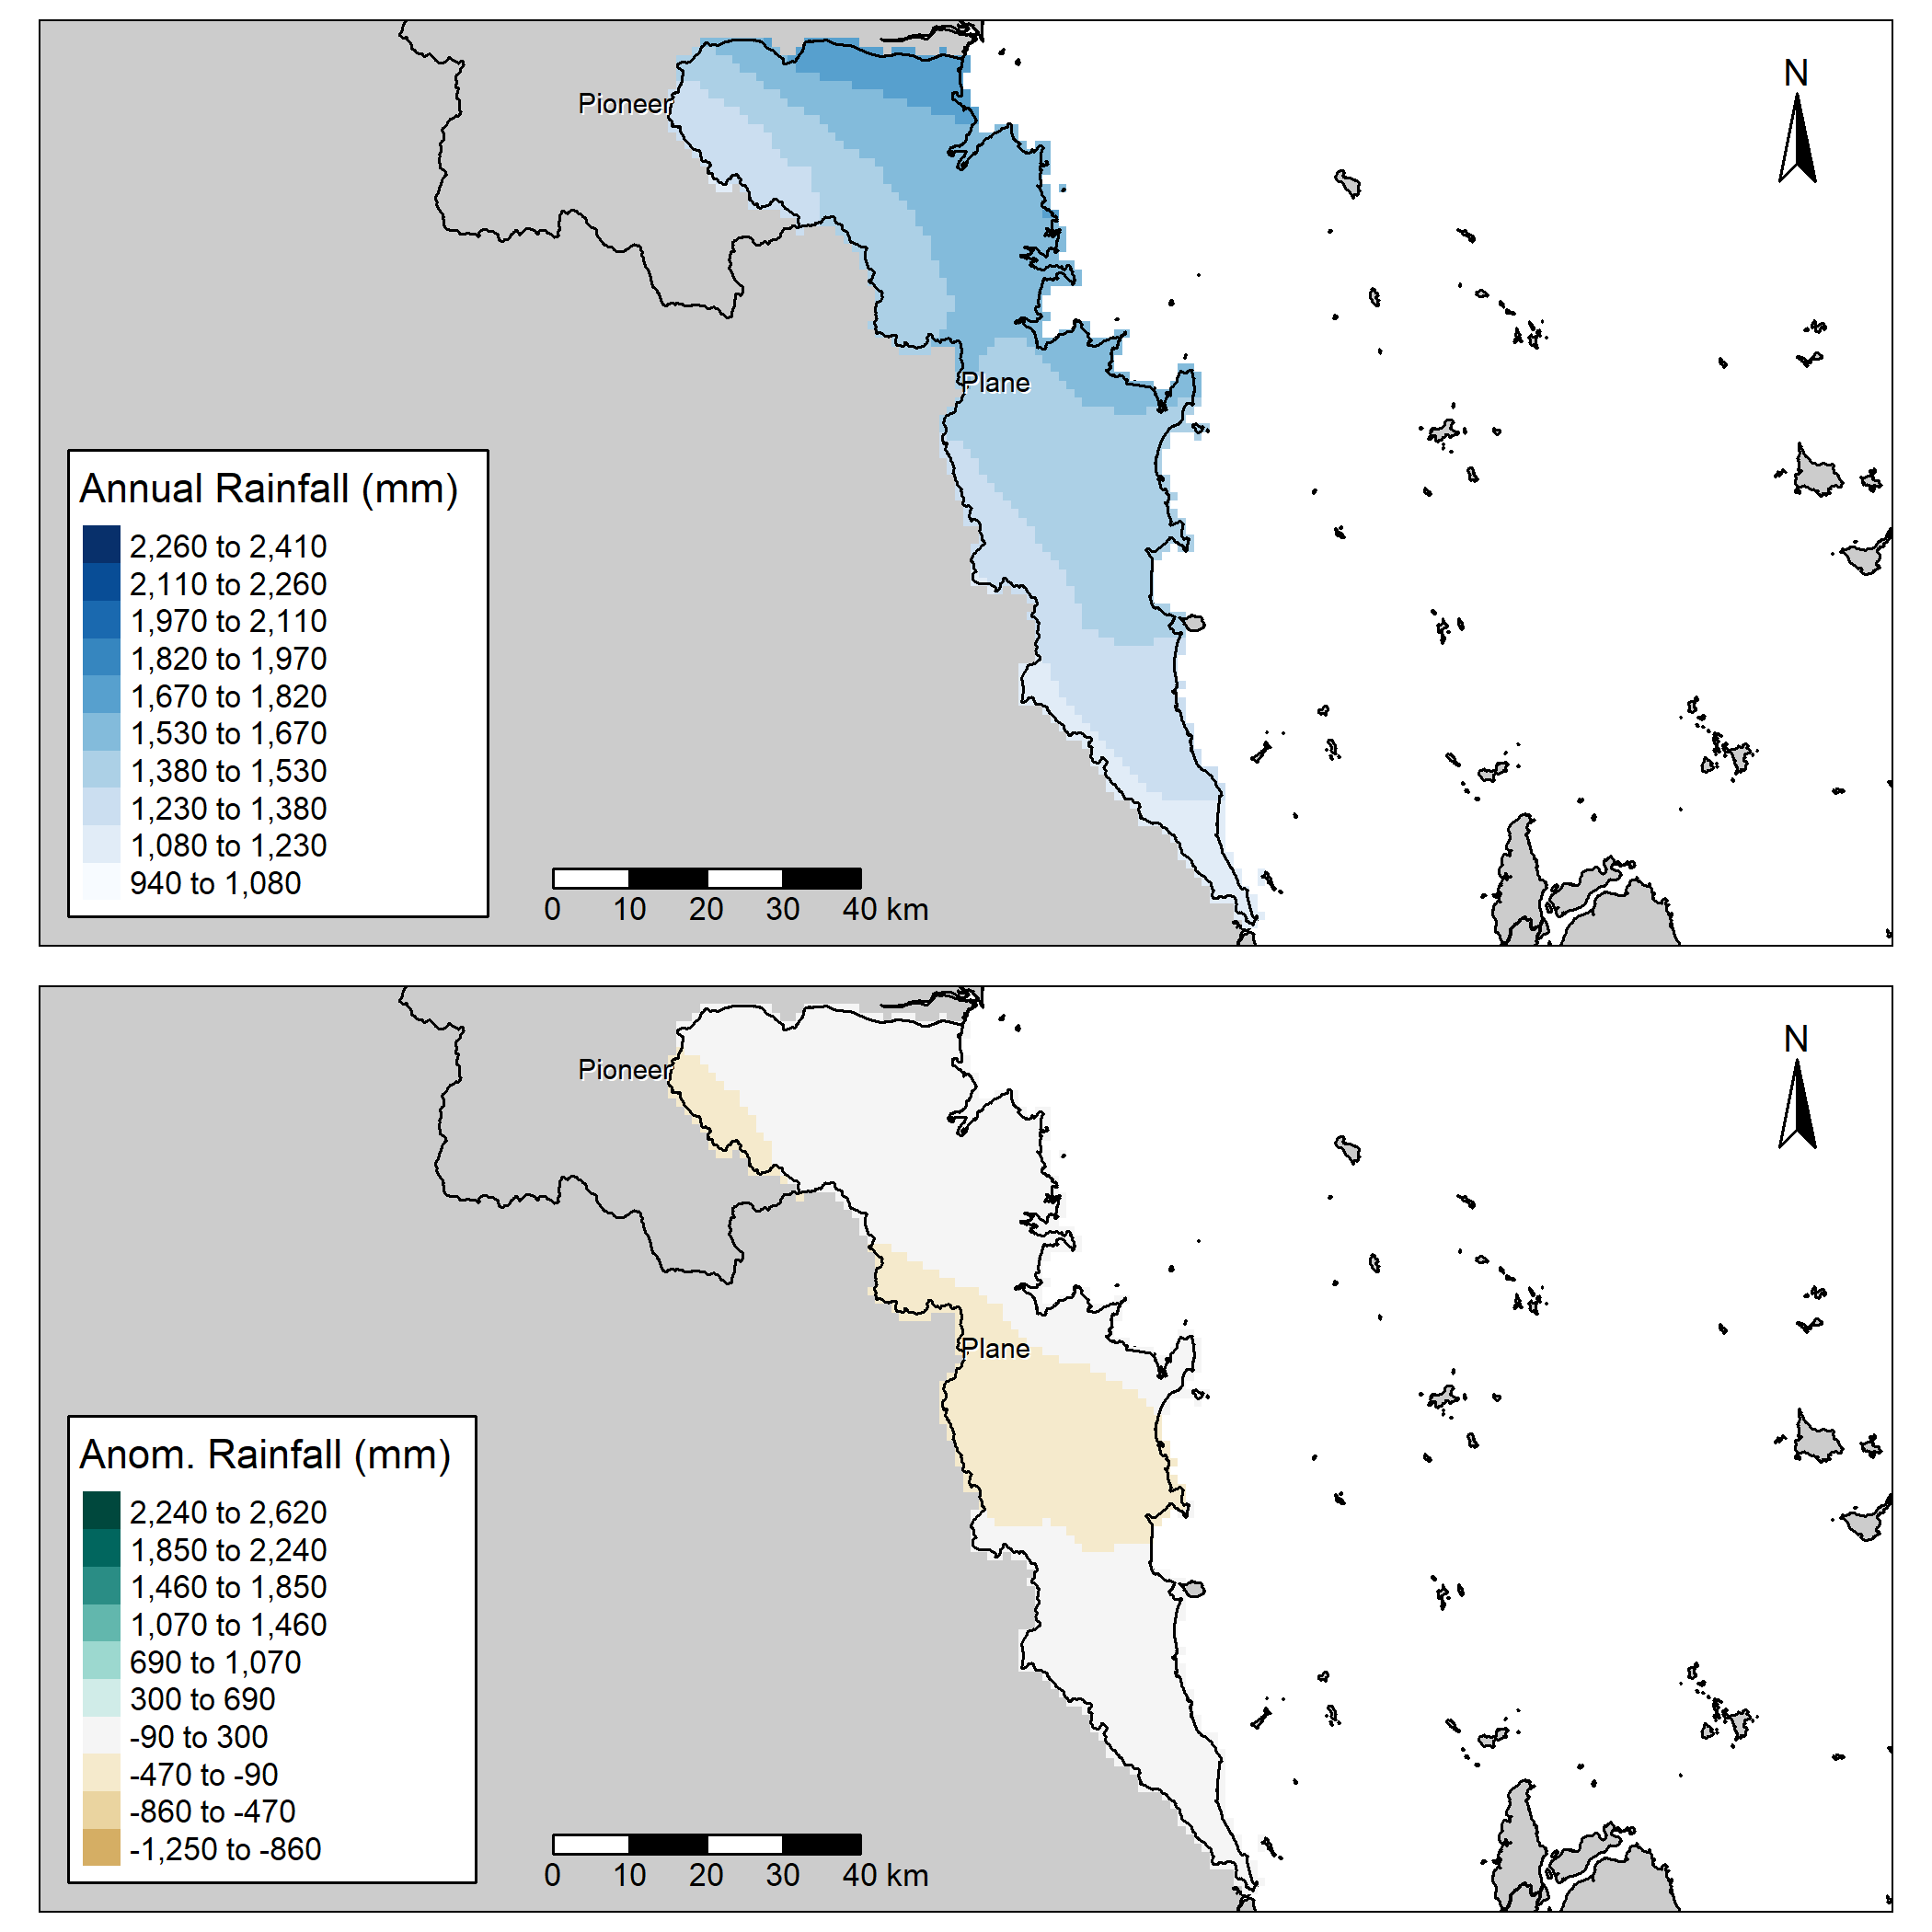 N
Pioneer
Plane
Annual Rainfall (mm)
2,260 to 2,410
2,110 to 2,260
1,970 to 2,110
1,820 to 1,970
1,670 to 1,820
1,530 to 1,670
1,380 to 1,530
1,230 to 1,380
1,080 to 1,230
940 to 1,080
0 10 20 30 40 km
N
Pioneer
Plane
Anom. Rainfall (mm)
2,240 to 2,620
1,850 to 2,240
1,460 to 1,850
1,070 to 1,460
690 to 1,070
300 to 690
-90 to 300
-470 to -90
-860 to -470
-1,250 to -860
0 10 20 30 40 km